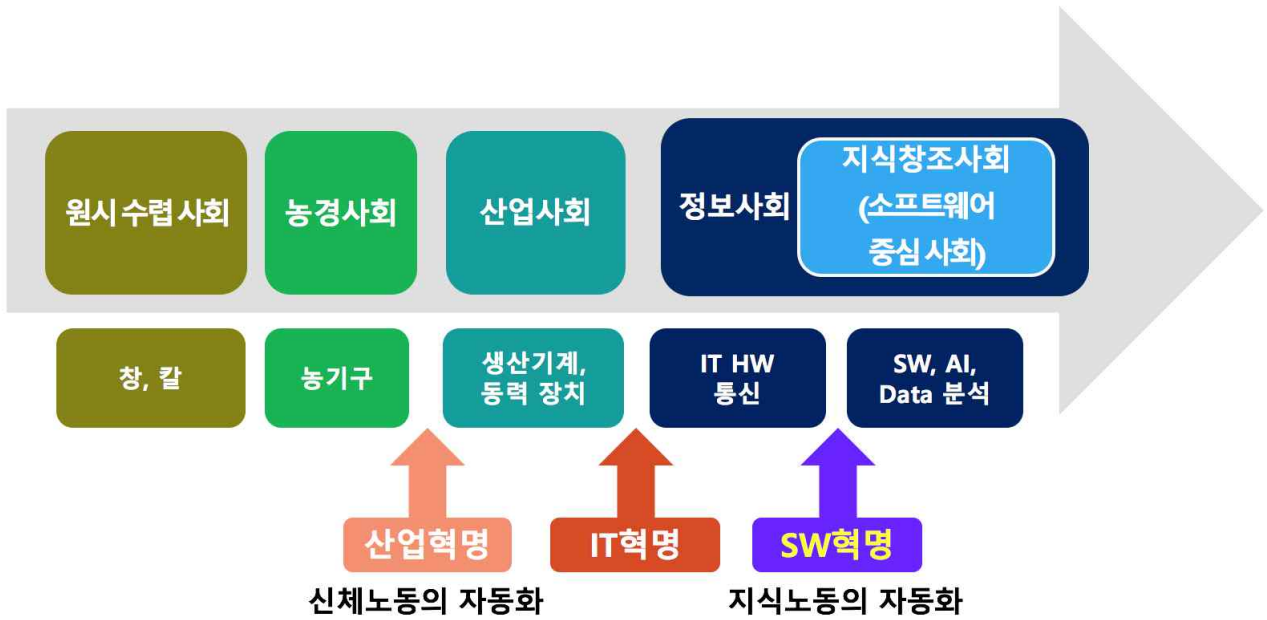 원시 수렵 사회
농경사회
산업사회
정보사회
지식창조사회
(소프트웨어
중심 사회)
창, 칼
농기구
생산기계,
동력 장치
IT HW
통신
SW, AI,
Data 분석
산업혁명
IT혁명
SW혁명
신체노동의 자동화
지식노동의 자동화